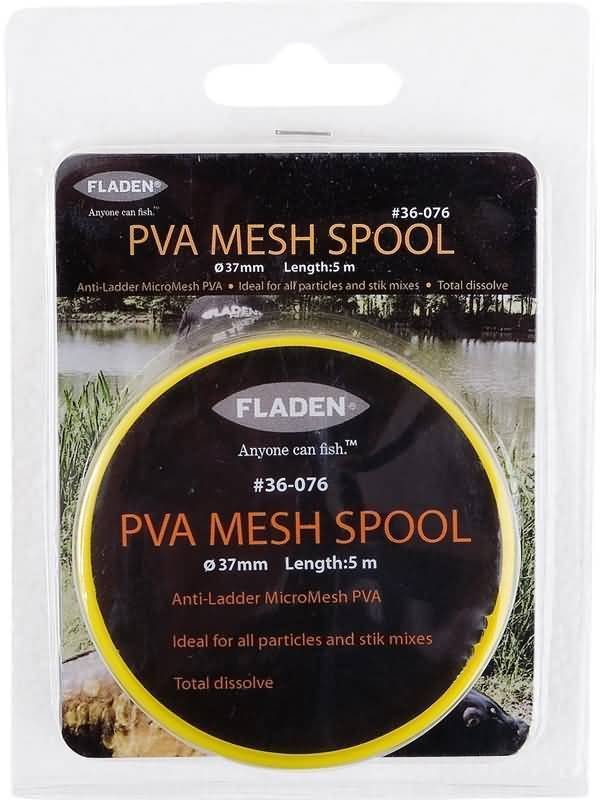 FLADEN®
Anyone can fish.™
#36-076
PVA MESH SPOOL
Ø37mm Length:5 m
Anti-Ladder MicroMesh PVA • Ideal for all particles and stik mixes • Total dissolve
FLADEN
FLADEN®
Anyone can fish.™
#36-076
PVA MESH SPOOL
Ø37mm Length:5 m
Anti-Ladder MicroMesh PVA
Ideal for all particles and stik mixes
Total dissolve